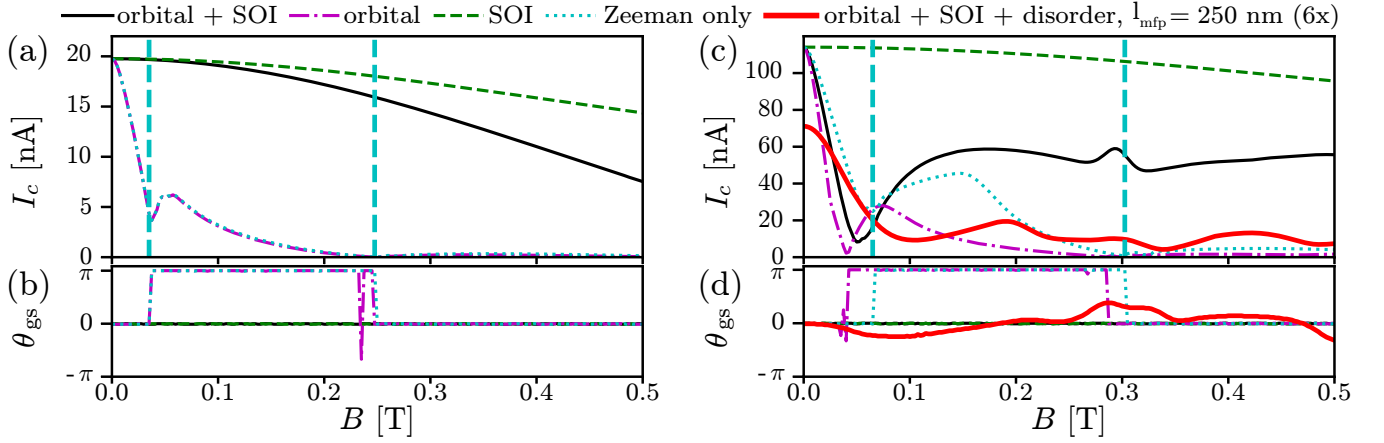 orbital + SOI orbital SOI Zeeman only orbital + SOI + disorder, l_mfp = 250 nm (6x)
(a)
20
15
10
5
0
I_c [nA]
(b)
π
0
-π
θ_gs
0.0 0.1 0.2 0.3 0.4 0.5
B [T]
(c)
100
80
60
40
20
0
I_c [nA]
(d)
π
0
-π
θ_gs
0.0 0.1 0.2 0.3 0.4 0.5
B [T]